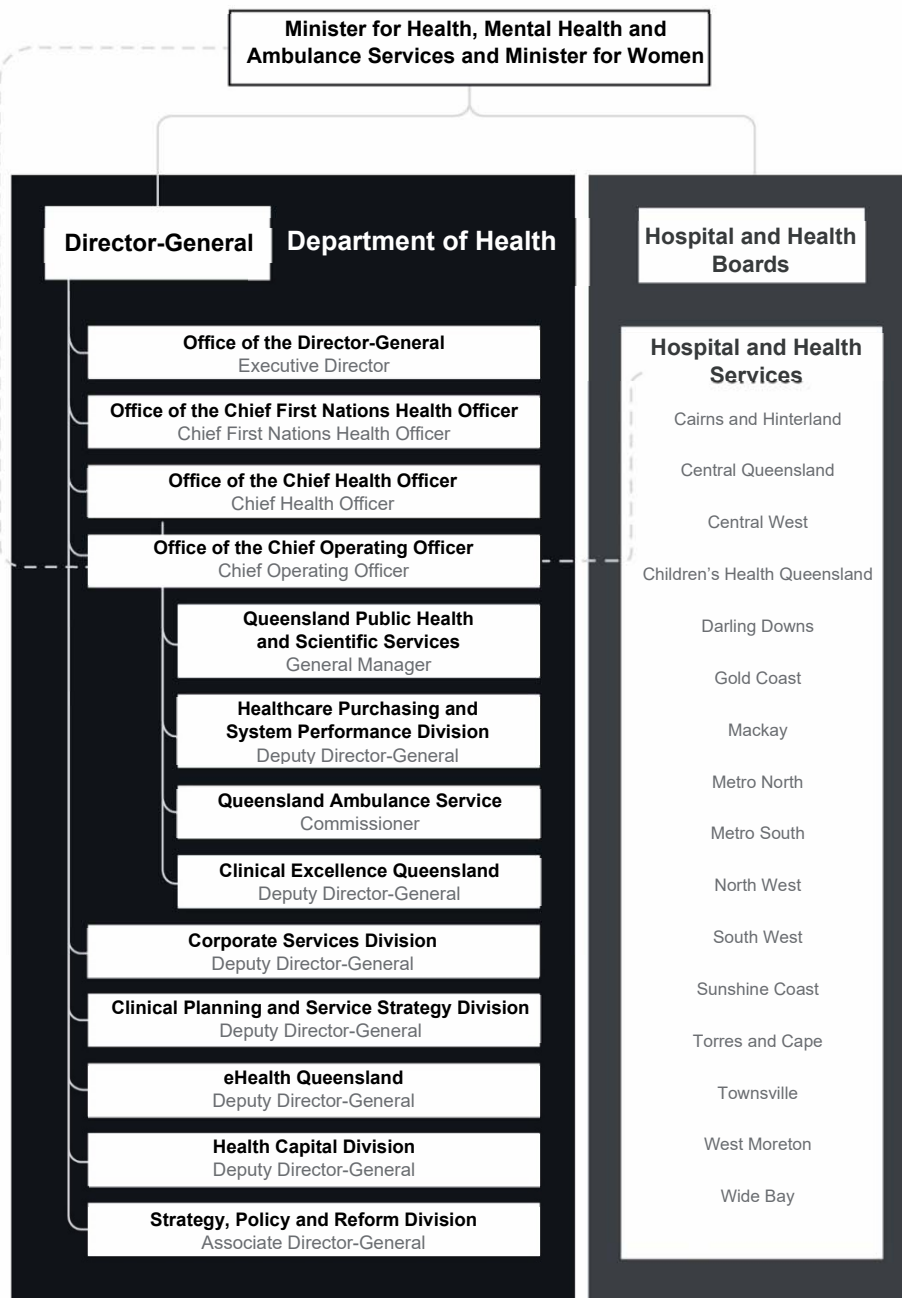 Minister for Health, Mental Health and
Ambulance Services and Minister for Women
Director-General
Department of Health
Office of the Director-General
Executive Director
Office of the Chief First Nations Health Officer
Chief First Nations Health Officer
Office of the Chief Health Officer
Chief Health Officer
Office of the Chief Operating Officer
Chief Operating Officer
Queensland Public Health
and Scientific Services
General Manager
Healthcare Purchasing and
System Performance Division
Deputy Director-General
Queensland Ambulance Service
Commissioner
Clinical Excellence Queensland
Deputy Director-General
Corporate Services Division
Deputy Director-General
Clinical Planning and Service Strategy Division
Deputy Director-General
eHealth Queensland
Deputy Director-General
Health Capital Division
Deputy Director-General
Strategy, Policy and Reform Division
Associate Director-General
Hospital and Health
Boards
Hospital and Health
Services
Cairns and Hinterland
Central Queensland
Central West
Children’s Health Queensland
Darling Downs
Gold Coast
Mackay
Metro North
Metro South
North West
South West
Sunshine Coast
Torres and Cape
Townsville
West Moreton
Wide Bay